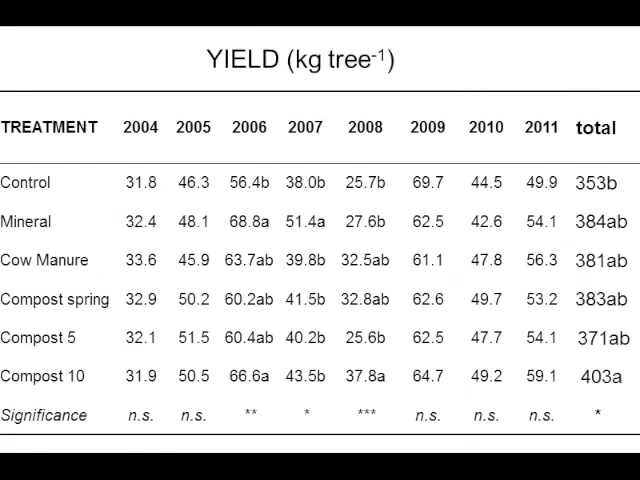 YIELD (kg tree-1)
TREATMENT 2004 2005 2006 2007 2008 2009 2010 2011 total
Control 31.8 46.3 56.4b 38.0b 25.7b 69.7 44.5 49.9 353b
Mineral 32.4 48.1 68.8a 51.4a 27.6b 62.5 42.6 54.1 384ab
Cow Manure 33.6 45.9 63.7ab 39.8b 32.5ab 61.1 47.8 56.3 381ab
Compost spring 32.9 50.2 60.2ab 41.5b 32.8ab 62.6 49.7 53.2 383ab
Compost 5 32.1 51.5 60.4ab 40.2b 25.6b 62.5 47.7 54.1 371ab
Compost 10 31.9 50.5 66.6a 43.5b 37.8a 64.7 49.2 59.1 403a
Significance n.s. n.s. ** * *** n.s. n.s. n.s. *